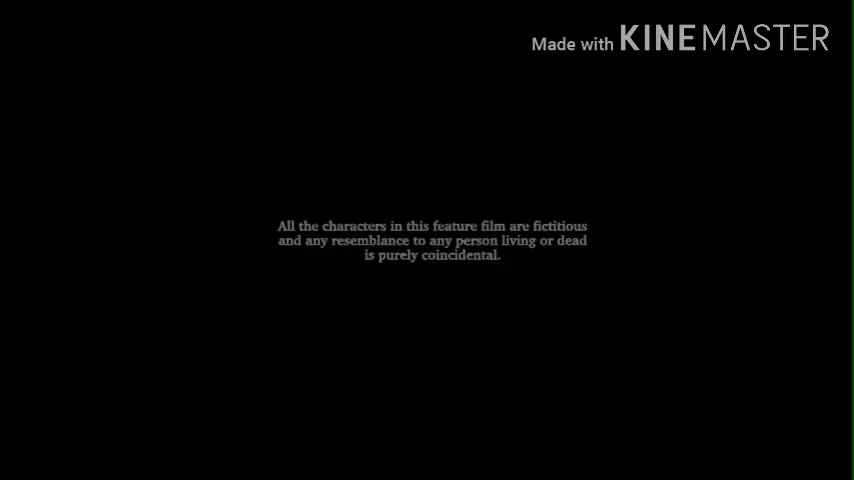 Made with KINEMASTER
All the characters in this feature film are fictitious
and any resemblance to any person living or dead
is purely coincidental.